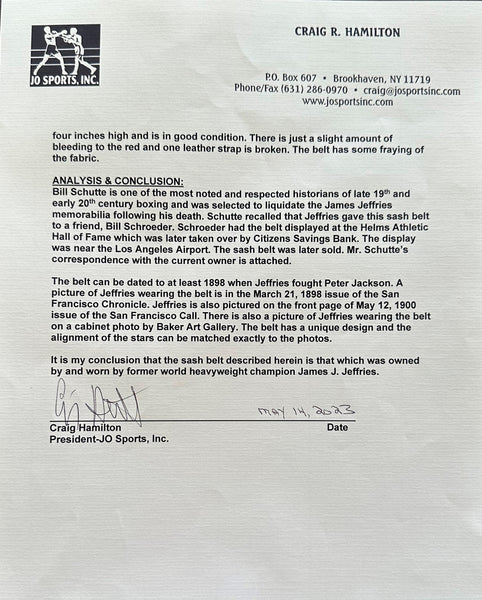 JO SPORTS, INC.
CRAIG R. HAMILTON
P.O. Box 607 • Brookhaven, NY 11719
Phone/Fax (631) 286-0970 • craig@josportsinc.com
www.josportsinc.com
four inches high and is in good condition. There is just a slight amount of
bleeding to the red and one leather strap is broken. The belt has some fraying of
the fabric.
ANALYSIS & CONCLUSION:
Bill Schutte is one of the most noted and respected historians of late 19th and
early 20th century boxing and was selected to liquidate the James Jeffries
memorabilia following his death. Schutte recalled that Jeffries gave this sash belt
to a friend, Bill Schroeder. Schroeder had the belt displayed at the Helms Athletic
Hall of Fame which was later taken over by Citizens Savings Bank. The display
was near the Los Angeles Airport. The sash belt was later sold. Mr. Schutte's
correspondence with the current owner is attached.
The belt can be dated to at least 1898 when Jeffries fought Peter Jackson. A
picture of Jeffries wearing the belt is in the March 21, 1898 issue of the San
Francisco Chronicle. Jeffries is also pictured on the front page of May 12, 1900
issue of the San Francisco Call. There is also a picture of Jeffries wearing the belt
on a cabinet photo by Baker Art Gallery. The belt has a unique design and the
alignment of the stars can be matched exactly to the photos.
It is my conclusion that the sash belt described herein is that which was owned
by and worn by former world heavyweight champion James J. Jeffries.
MAY 14, 2023
Craig Hamilton Date
President-JO Sports, Inc.